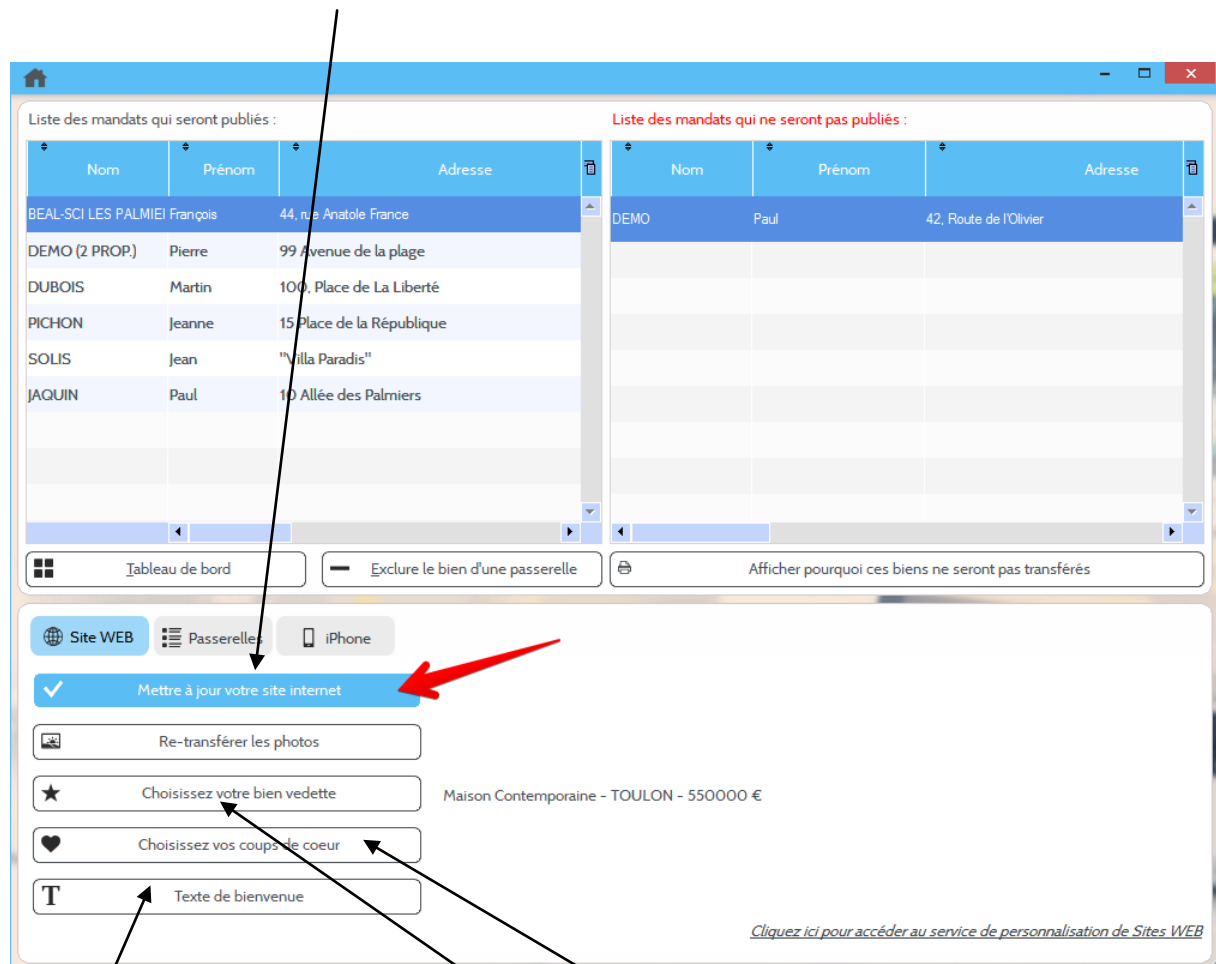 Liste des mandats qui seront publiés :
Nom Prénom Adresse
BEAL-SCI LES PALMIEI François 44, rue Anatole France
DEMO (2 PROP.) Pierre 99 Avenue de la plage
DUBOIS Martin 100, Place de La Liberté
PICHON Jeanne 15 Place de la République
SOLIS Jean "Villa Paradis"
JAQUIN Paul 10 Allée des Palmiers
Tableau de bord
Exclure le bien d'une passerelle
Liste des mandats qui ne seront pas publiés :
Nom Prénom Adresse
DEMO Paul 42, Route de l'Olivier
Afficher pourquoi ces biens ne seront pas transférés
Site WEB
Passerelles
iPhone
Mettre à jour votre site internet
Re-transférer les photos
Choisissez votre bien vedette
Maison Contemporaine - TOULON - 550000 €
Choisissez vos coups de coeur
T Texte de bienvenue
Cliquez ici pour accéder au service de personnalisation de Sites WEB